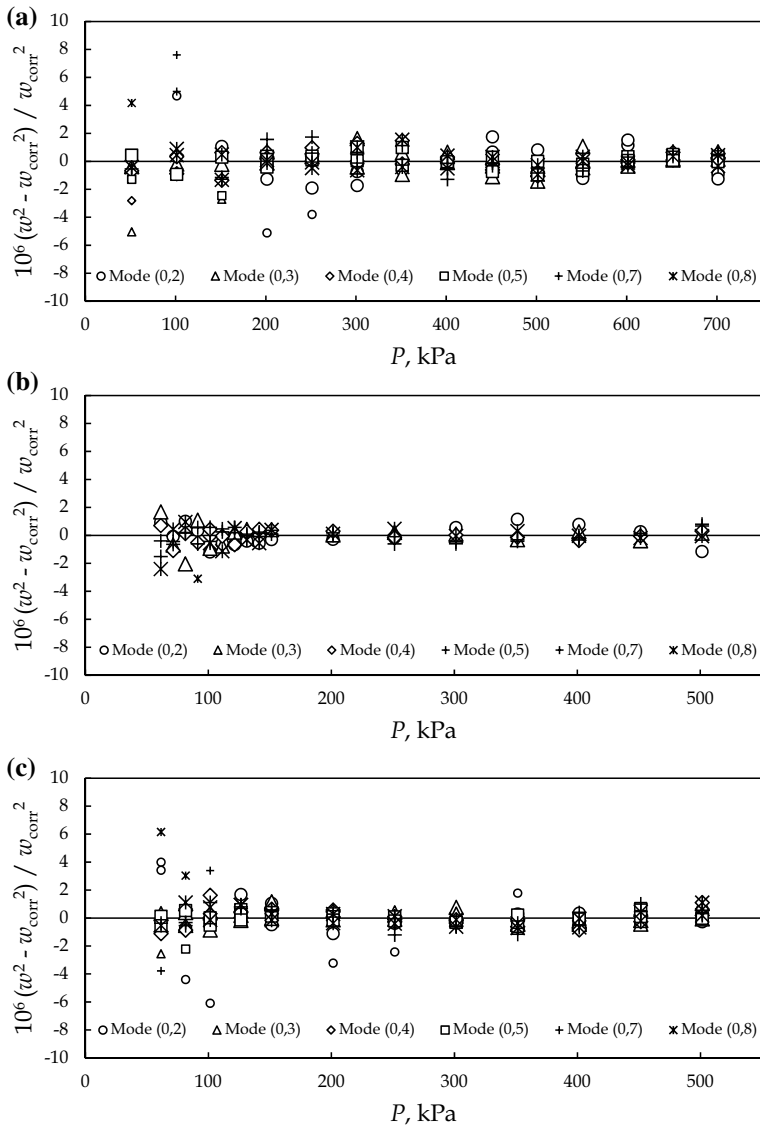 (a)
10⁶ (w² - w_corr²) / w_corr²
10
8
6
4
2
0
-2
-4
-6
-8
-10
Mode (0,2) Mode (0,3) Mode (0,4) Mode (0,5) Mode (0,7) Mode (0,8)
0 100 200 300 400 500 600 700
P, kPa
(b)
10⁶ (w² - w_corr²) / w_corr²
10
8
6
4
2
0
-2
-4
-6
-8
-10
Mode (0,2) Mode (0,3) Mode (0,4) Mode (0,5) Mode (0,7) Mode (0,8)
0 100 200 300 400 500
P, kPa
(c)
10⁶ (w² - w_corr²) / w_corr²
10
8
6
4
2
0
-2
-4
-6
-8
-10
Mode (0,2) Mode (0,3) Mode (0,4) Mode (0,5) Mode (0,7) Mode (0,8)
0 100 200 300 400 500
P, kPa